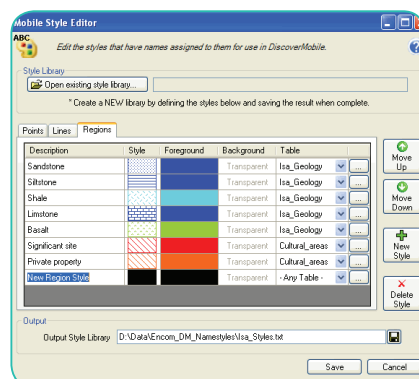 Mobile Style Editor
ABC
Edit the styles that have names assigned to them for use in DiscoverMobile.
?
Style Library
Open existing style library...
* Create a NEW library by defining the styles below and saving the result when complete.
Points Lines Regions
Description Style Foreground Background Table
Sandstone Transparent Isa_Geology ...
Siltstone Transparent Isa_Geology ...
Shale Transparent Isa_Geology ...
Limstone Transparent Isa_Geology ...
Basalt Transparent Isa_Geology ...
Significant site Transparent Cultural_areas ...
Private property Transparent Cultural_areas ...
New Region Style Transparent - Any Table - ...
Move Up
Move Down
New Style
Delete Style
Output
Output Style Library D:\Data\Encom_DM_Namestyles\Isa_Styles.txt
Save Cancel